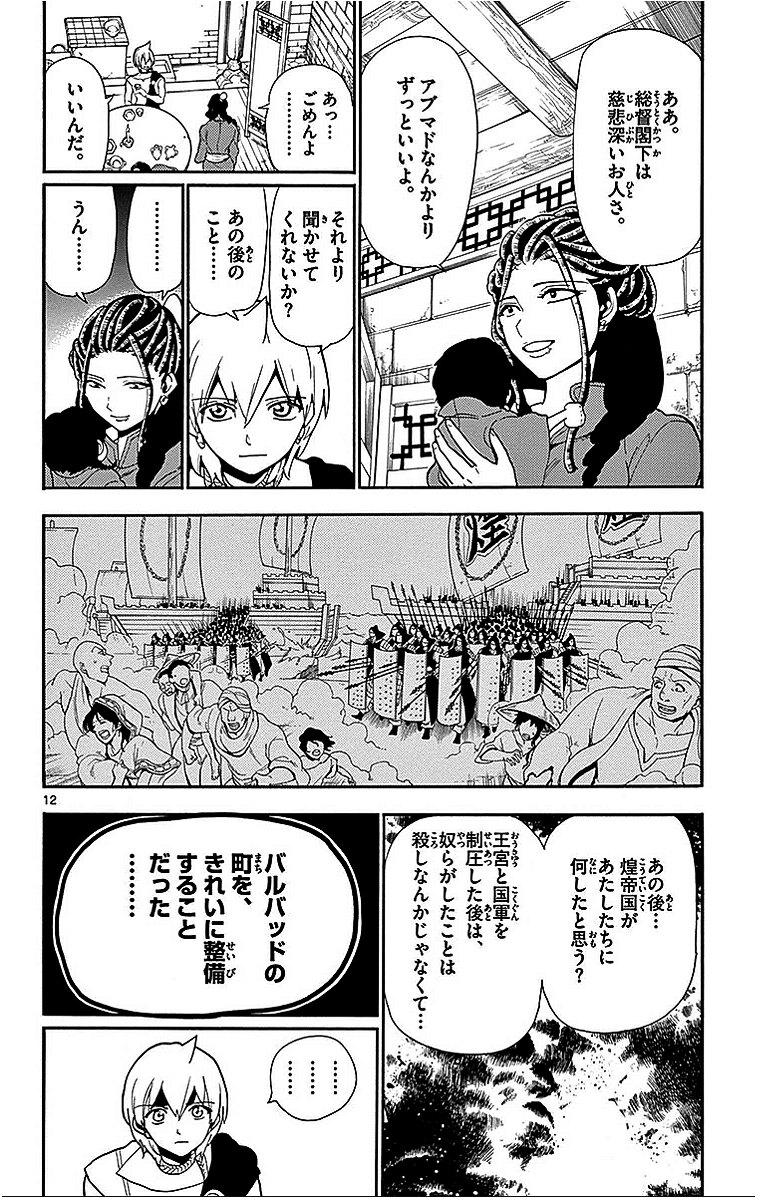 ああ。
総督閣下は
慈悲深いお人さ。
アブマドなんかより
ずっといいよ。
あっ…
ごめんよ
………
いいんだ。
それより
聞かせて
くれないか？
あの後の
こと……
………
うん……
煌
煌
12
あの後…
煌帝国が
あたしたちに
何したと思う？
王宮と国軍を
制圧した後は、
奴らがしたことは
殺しなんかじゃなくて…
バルバッドの
町を、
きれいに整備
すること
だった
………
………